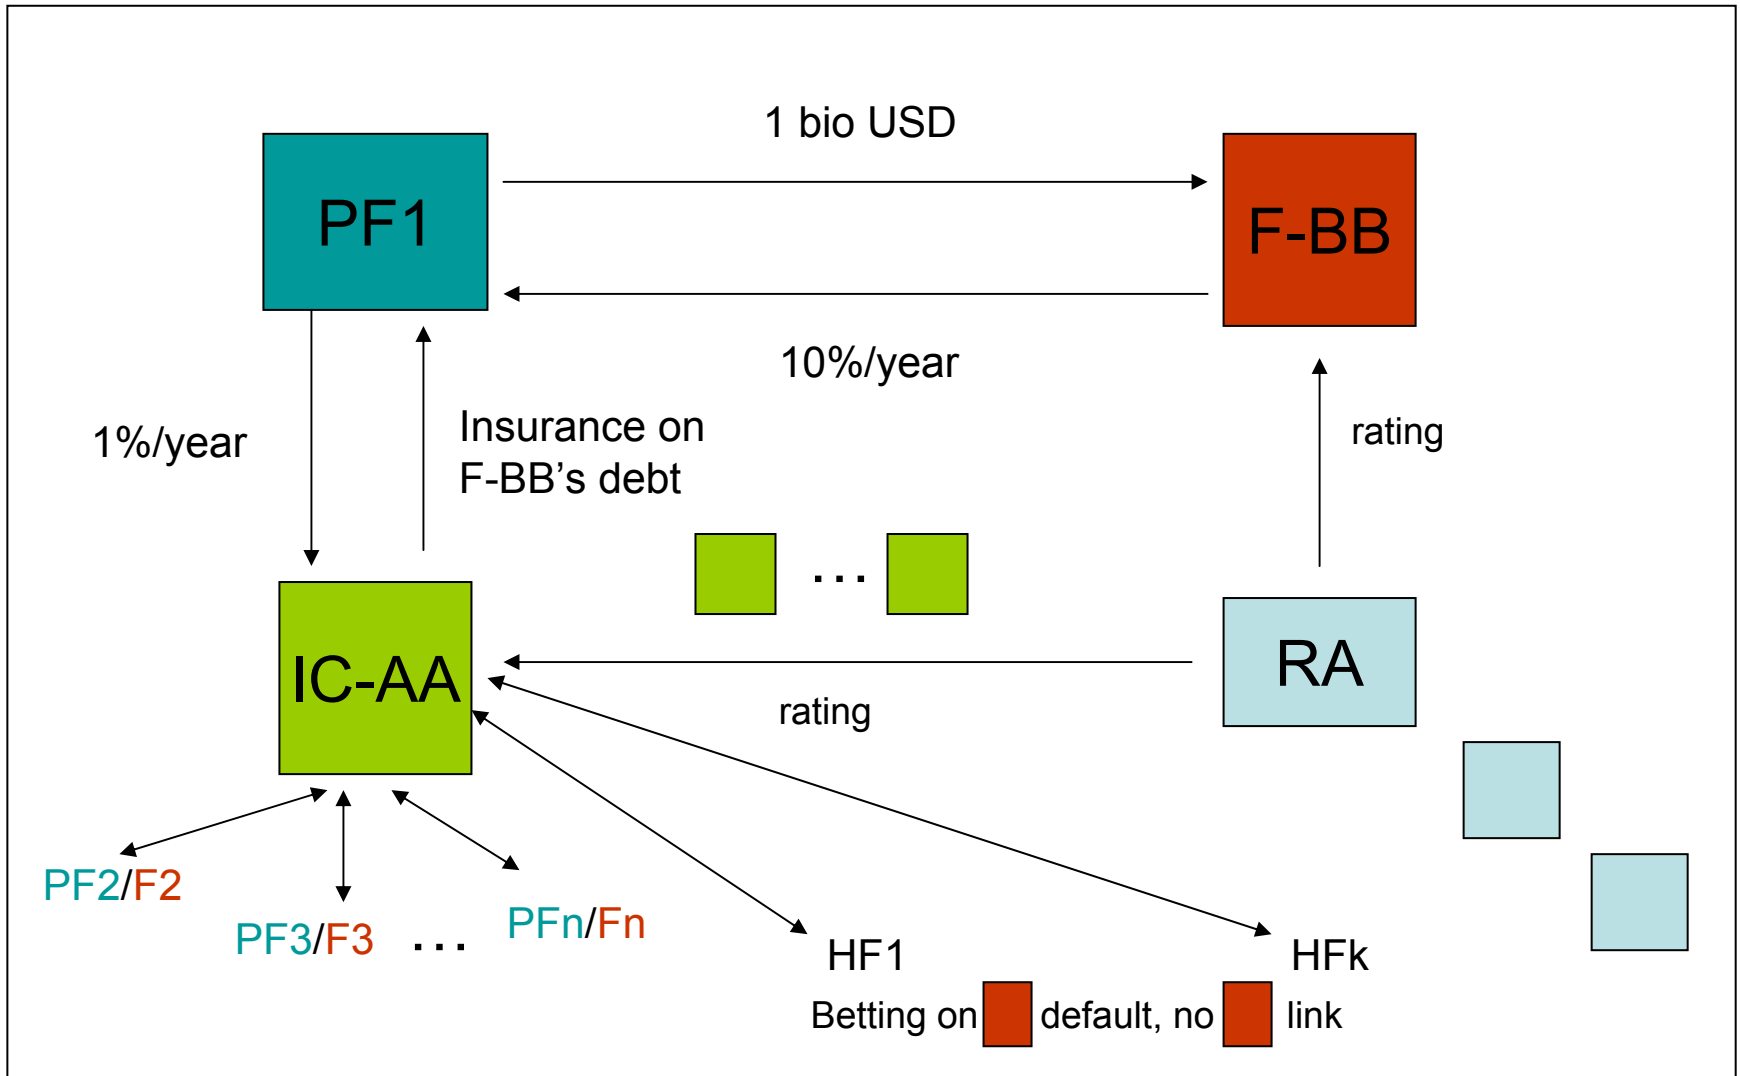 1 bio USD
PF1
F-BB
10%/year
1%/year
Insurance on
F-BB's debt
rating
...
IC-AA
RA
rating
PF2/F2
PF3/F3
...
PFn/Fn
HF1
HFk
Betting on default, no link